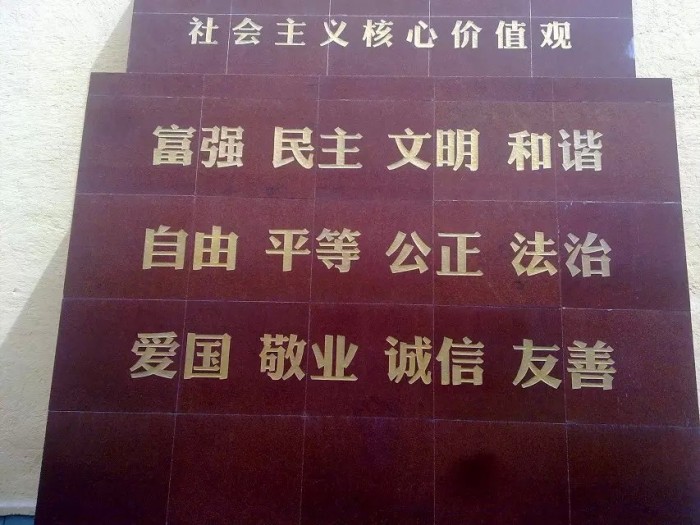 社会主义核心价值观
富强 民主 文明 和谐
自由 平等 公正 法治
爱国 敬业 诚信 友善